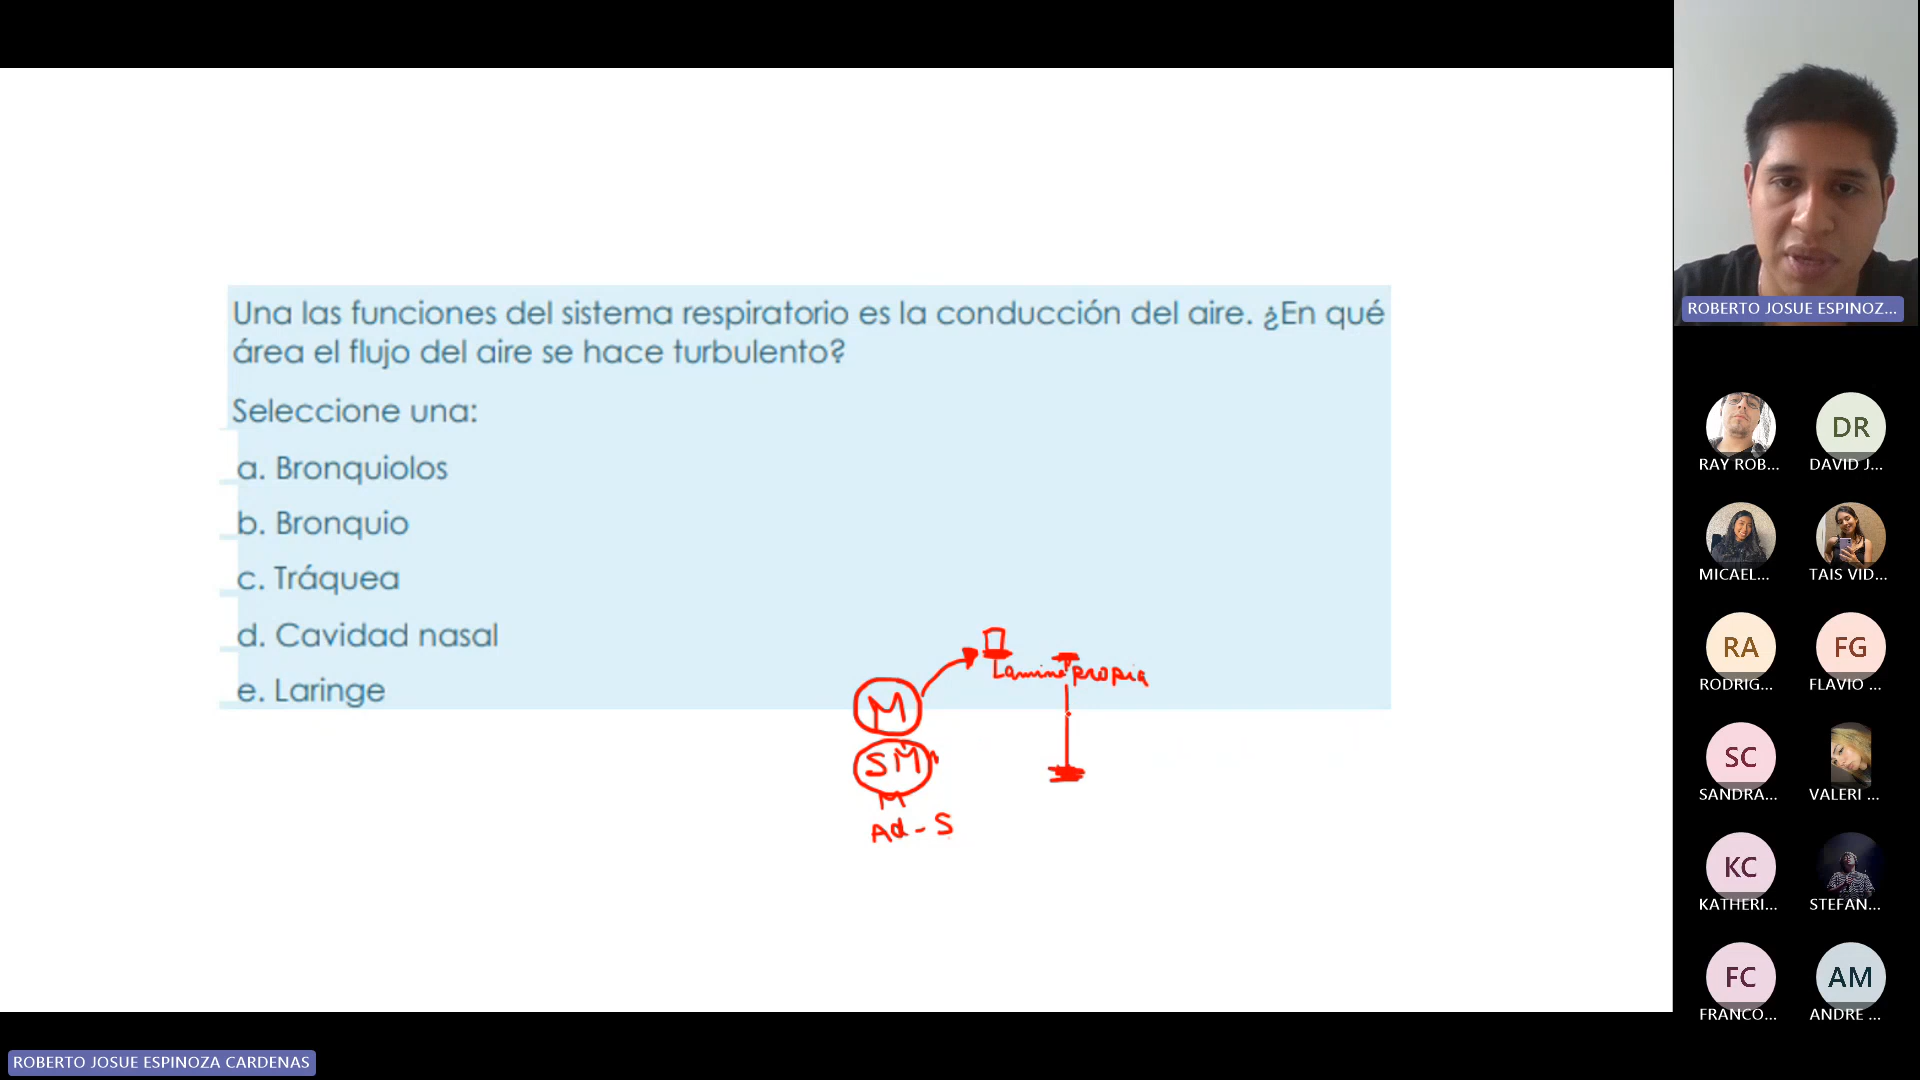 Una las funciones del sistema respiratorio es la conducción del aire. ¿En qué
área el flujo del aire se hace turbulento?
Seleccione una:
a. Bronquiolos
b. Bronquio
c. Tráquea
d. Cavidad nasal
e. Laringe
Lamina propia
M
SM
M
Ad - S
ROBERTO JOSUE ESPINOZ...
RAY ROB...
DR
DAVID J...
MICAEL...
TAIS VID...
RA
RODRIG...
FG
FLAVIO ...
SC
SANDRA...
VALERI ...
KC
KATHERI...
STEFAN...
FC
FRANCO...
AM
ANDRE ...
ROBERTO JOSUE ESPINOZA CARDENAS